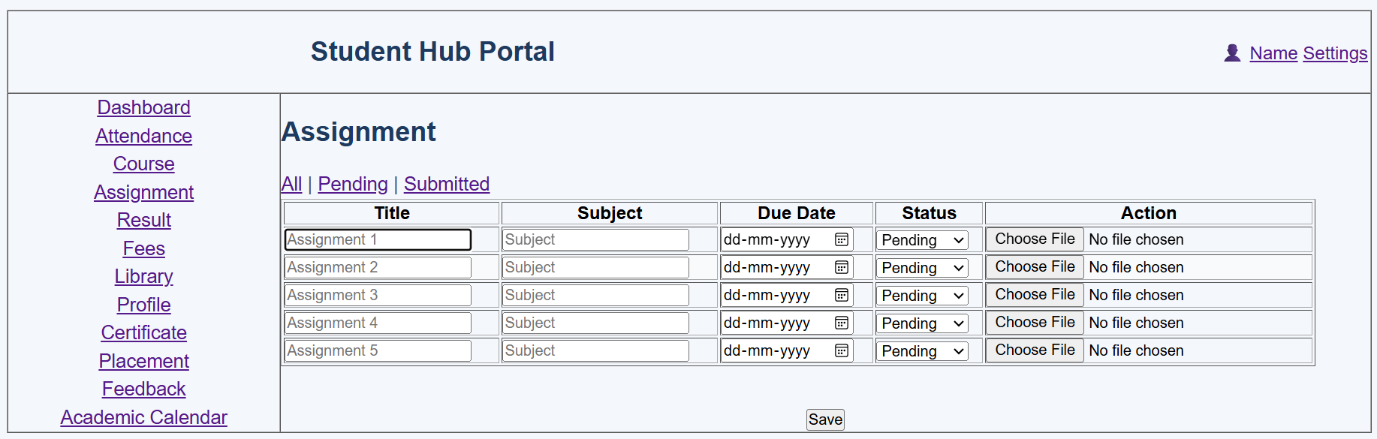 Student Hub Portal
Name Settings
Dashboard
Attendance
Course
Assignment
Result
Fees
Library
Profile
Certificate
Placement
Feedback
Academic Calendar
Assignment
All | Pending | Submitted
Title Subject Due Date Status Action
Assignment 1 Subject dd-mm-yyyy Pending Choose File No file chosen
Assignment 2 Subject dd-mm-yyyy Pending Choose File No file chosen
Assignment 3 Subject dd-mm-yyyy Pending Choose File No file chosen
Assignment 4 Subject dd-mm-yyyy Pending Choose File No file chosen
Assignment 5 Subject dd-mm-yyyy Pending Choose File No file chosen
Save